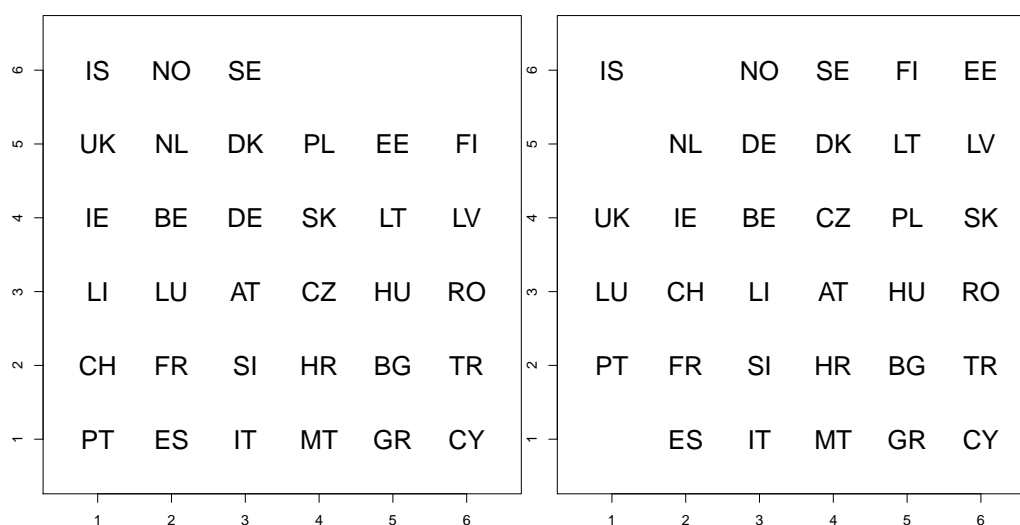 6 IS NO SE
5 UK NL DK PL EE FI
4 IE BE DE SK LT LV
3 LI LU AT CZ HU RO
2 CH FR SI HR BG TR
1 PT ES IT MT GR CY
1 2 3 4 5 6
6 IS NO SE FI EE
5 NL DE DK LT LV
4 UK IE BE CZ PL SK
3 LU CH LI AT HU RO
2 PT FR SI HR BG TR
1 ES IT MT GR CY
1 2 3 4 5 6